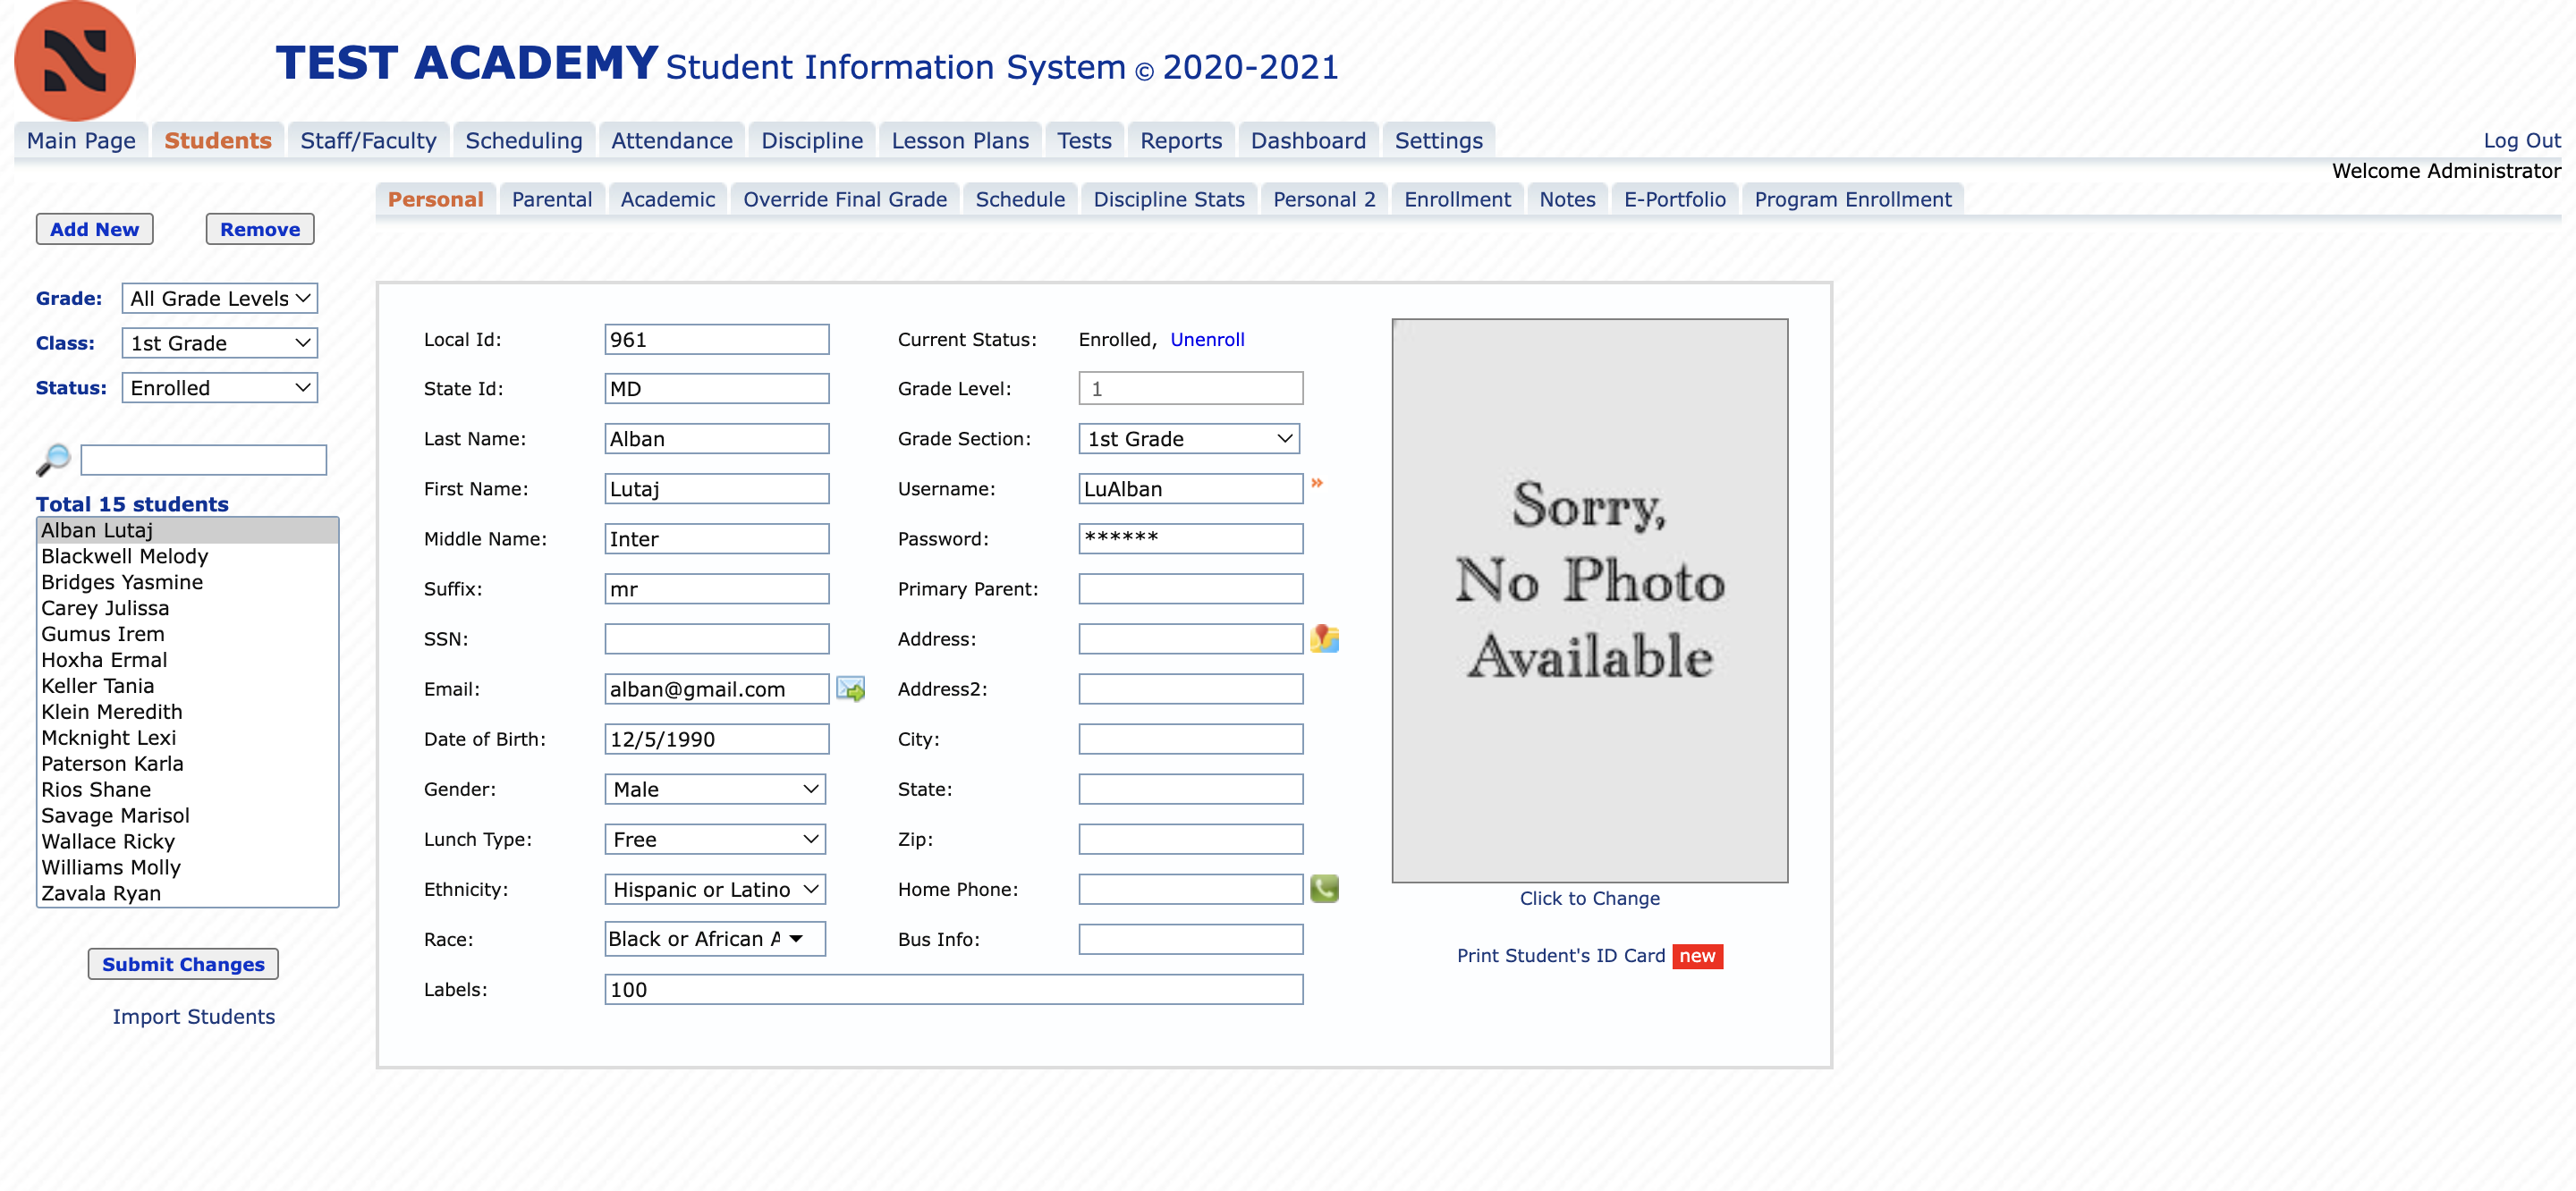 TEST ACADEMY Student Information System © 2020-2021
Main Page Students Staff/Faculty Scheduling Attendance Discipline Lesson Plans Tests Reports Dashboard Settings Log Out
Welcome Administrator
Personal Parental Academic Override Final Grade Schedule Discipline Stats Personal 2 Enrollment Notes E-Portfolio Program Enrollment
Add New Remove
Grade: All Grade Levels
Class: 1st Grade
Status: Enrolled
Total 15 students
Alban Lutaj
Blackwell Melody
Bridges Yasmine
Carey Julissa
Gumus Irem
Hoxha Ermal
Keller Tania
Klein Meredith
Mcknight Lexi
Paterson Karla
Rios Shane
Savage Marisol
Wallace Ricky
Williams Molly
Zavala Ryan
Submit Changes
Import Students
Local Id: 961
State Id: MD
Last Name: Alban
First Name: Lutaj
Middle Name: Inter
Suffix: mr
SSN:
Email: alban@gmail.com
Date of Birth: 12/5/1990
Gender: Male
Lunch Type: Free
Ethnicity: Hispanic or Latino
Race: Black or African A
Labels: 100
Current Status: Enrolled, Unenroll
Grade Level: 1
Grade Section: 1st Grade
Username: LuAlban »
Password: ******
Primary Parent:
Address:
Address2:
City:
State:
Zip:
Home Phone:
Bus Info:
Sorry,
No Photo
Available
Click to Change
Print Student's ID Card new